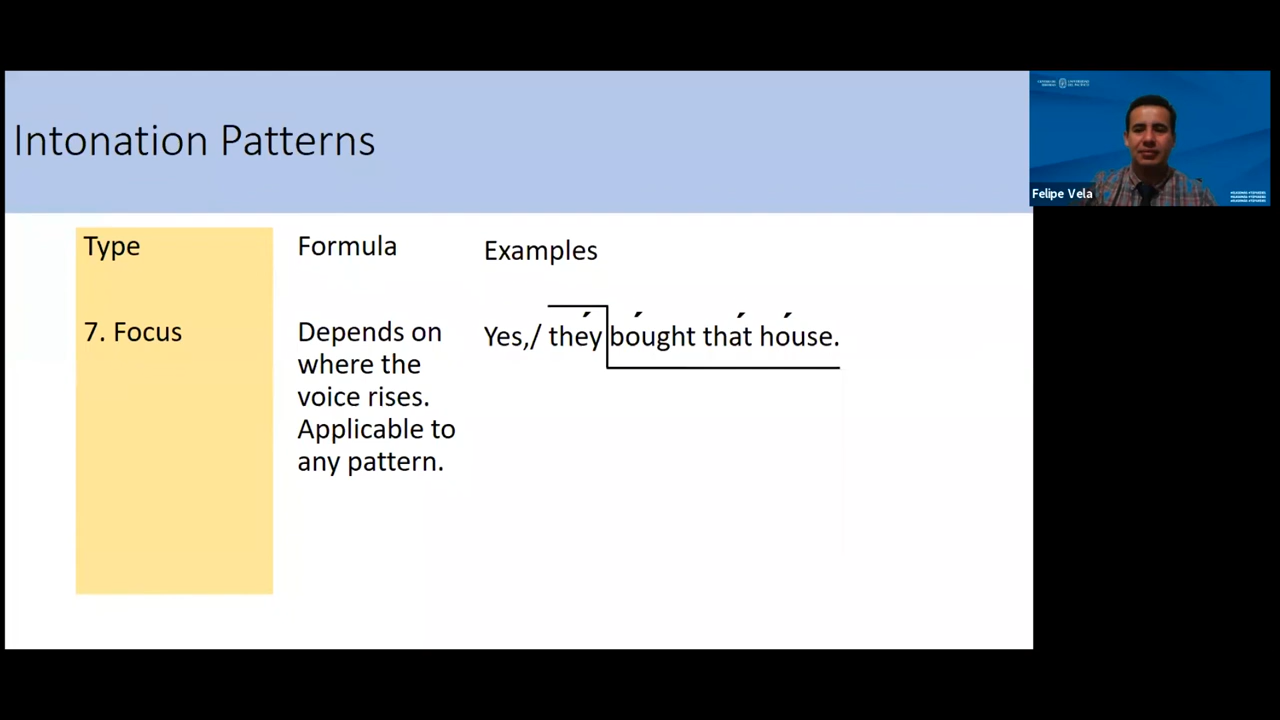 Intonation Patterns
Type
Formula
Examples
7. Focus
Depends on
where the
voice rises.
Applicable to
any pattern.
Yes,/ they bought that house.
Felipe Vela